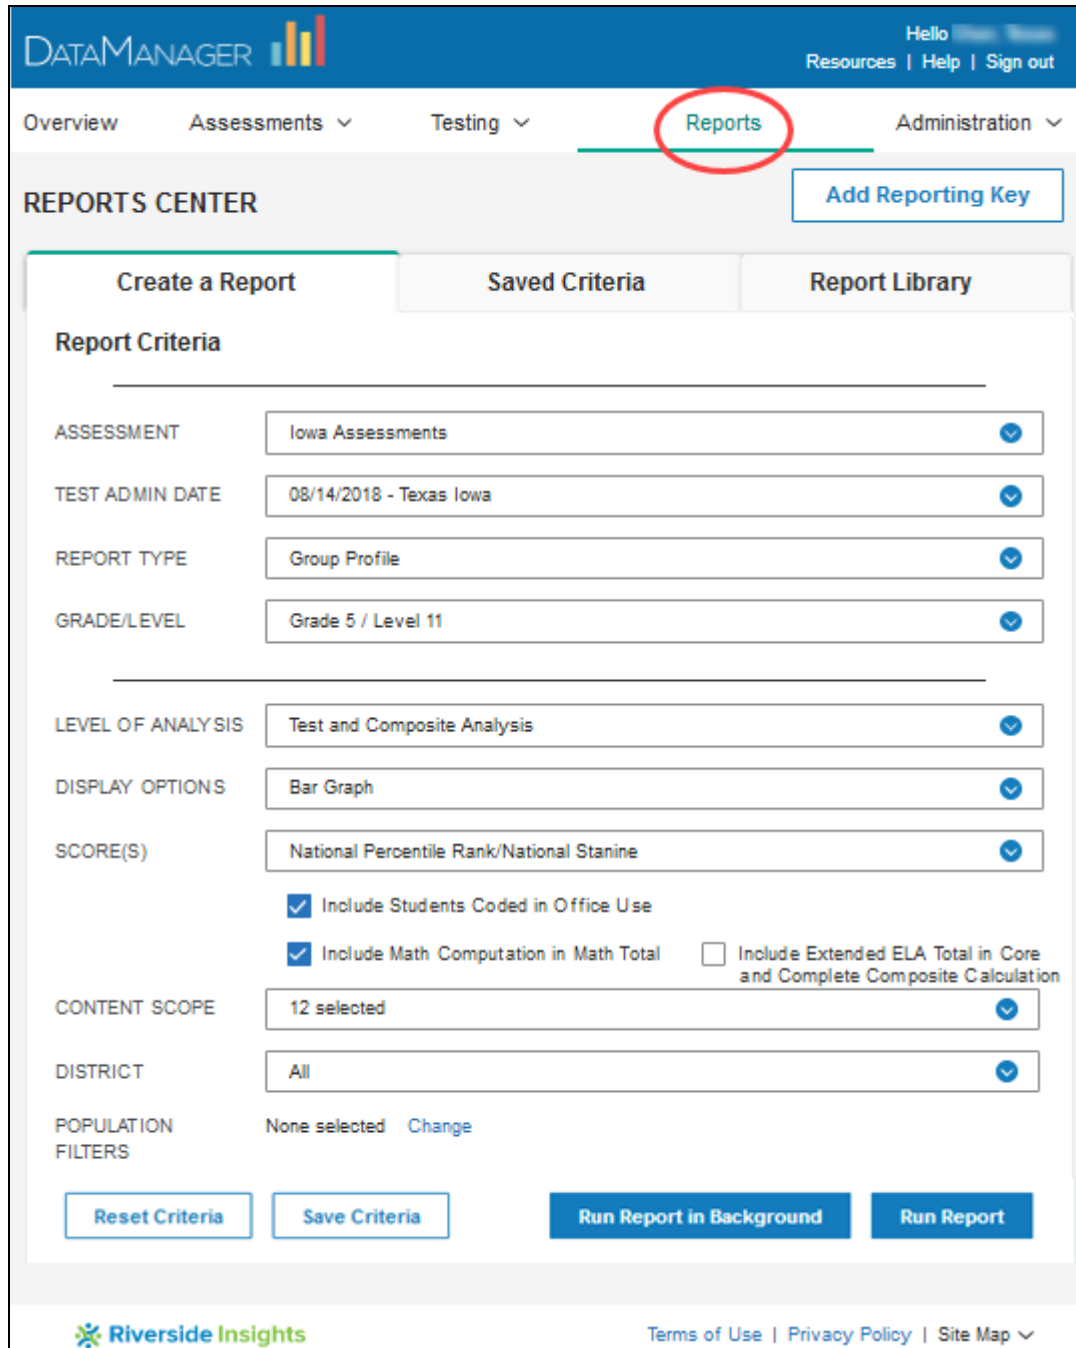 DATAMANAGER
Hello
Resources | Help | Sign out
Overview Assessments Testing Reports Administration
REPORTS CENTER
Add Reporting Key
Create a Report Saved Criteria Report Library
Report Criteria
ASSESSMENT Iowa Assessments
TEST ADMIN DATE 08/14/2018 - Texas Iowa
REPORT TYPE Group Profile
GRADE/LEVEL Grade 5 / Level 11
LEVEL OF ANALYSIS Test and Composite Analysis
DISPLAY OPTIONS Bar Graph
SCORE(S) National Percentile Rank/National Stanine
Include Students Coded in Office Use
Include Math Computation in Math Total
Include Extended ELA Total in Core
and Complete Composite Calculation
CONTENT SCOPE 12 selected
DISTRICT All
POPULATION
FILTERS
None selected Change
Reset Criteria Save Criteria Run Report in Background Run Report
Riverside Insights
Terms of Use | Privacy Policy | Site Map